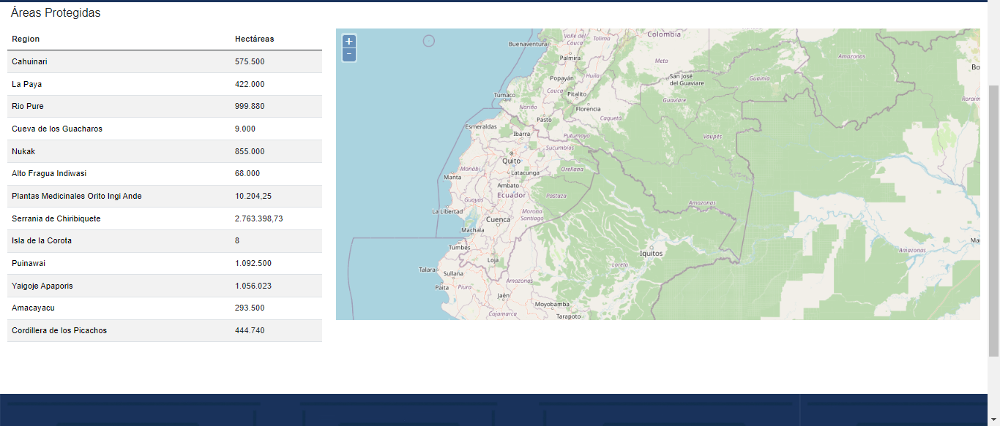 Áreas Protegidas
Region Hectáreas
Cahuinari 575.500
La Paya 422.000
Rio Pure 999.880
Cueva de los Guacharos 9.000
Nukak 855.000
Alto Fragua Indiwasi 68.000
Plantas Medicinales Orito Ingi Ande 10.204,25
Serrania de Chiribiquete 2.763.398,73
Isla de la Corota 8
Puinawai 1.092.500
Yaigoje Apaporis 1.056.023
Amacayacu 293.500
Cordillera de los Picachos 444.740
+
−
Valle del
Cauca
Tolima
Colombia
Buenaventura
Palmira
Meta
Amazonas
Bo
Popayán
Huila
San José
del Guaviare
Guainía
Tumaco
Cauca
Pitalito
Guaviare
Roraim
Nariño
Florencia
Pasto
Caquetá
Esmeraldas
Ibarra
Putumayo
Vaupés
Sucumbíos
Quito
Manabí
Orellana
Manta
Latacunga
Ambato
Ecuador
Pastaza
Guayas
Amazonas
La Libertad
Morona
Santiago
Cuenca
Machala
Tumbes
Ma
Iquitos
Amazonas
Loja
Loreto
Talara
Sullana
Amazonas
Paita
Piura
Jaén
Moyobamba
Cajamarca
Tarapoto